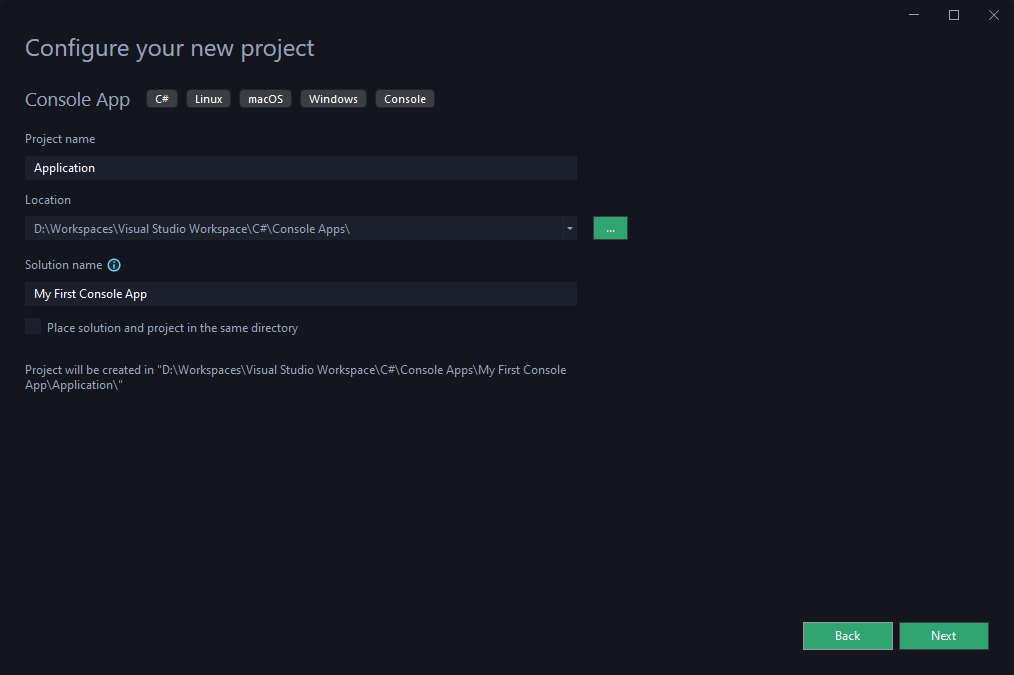 Configure your new project
Console App C# Linux macOS Windows Console
Project name
Application
Location
D:\Workspaces\Visual Studio Workspace\C#\Console Apps\
...
Solution name
My First Console App
Place solution and project in the same directory
Project will be created in "D:\Workspaces\Visual Studio Workspace\C#\Console Apps\My First Console
App\Application\"
Back Next